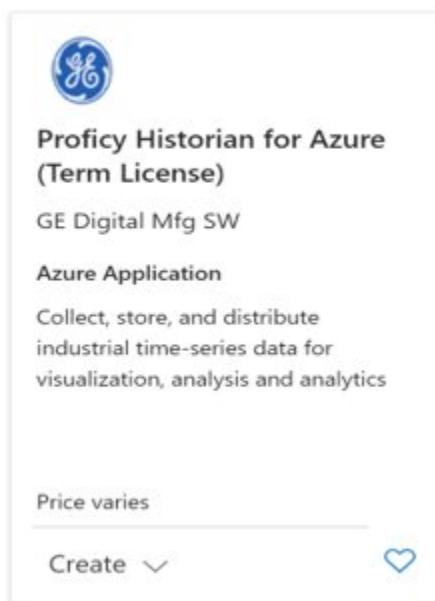 GE
Proficy Historian for Azure
(Term License)
GE Digital Mfg SW
Azure Application
Collect, store, and distribute
industrial time-series data for
visualization, analysis and analytics
Price varies
Create